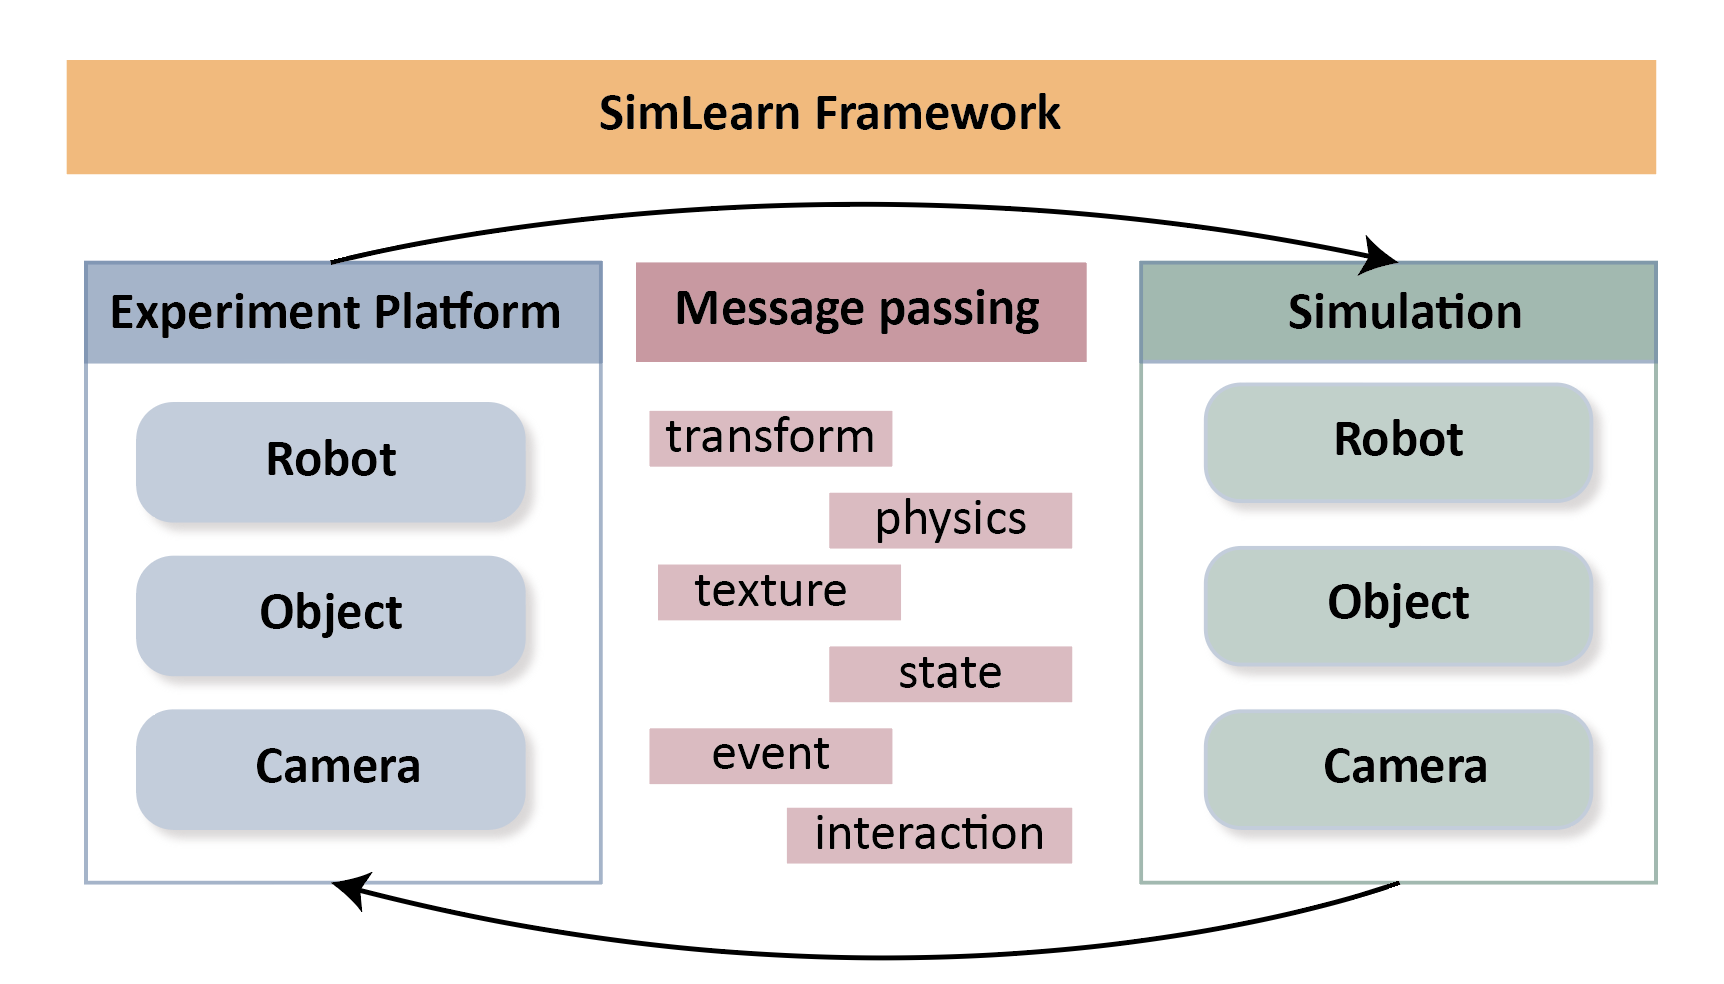 SimLearn Framework
Experiment Platform
Robot
Object
Camera
Message passing
transform
physics
texture
state
event
interaction
Simulation
Robot
Object
Camera